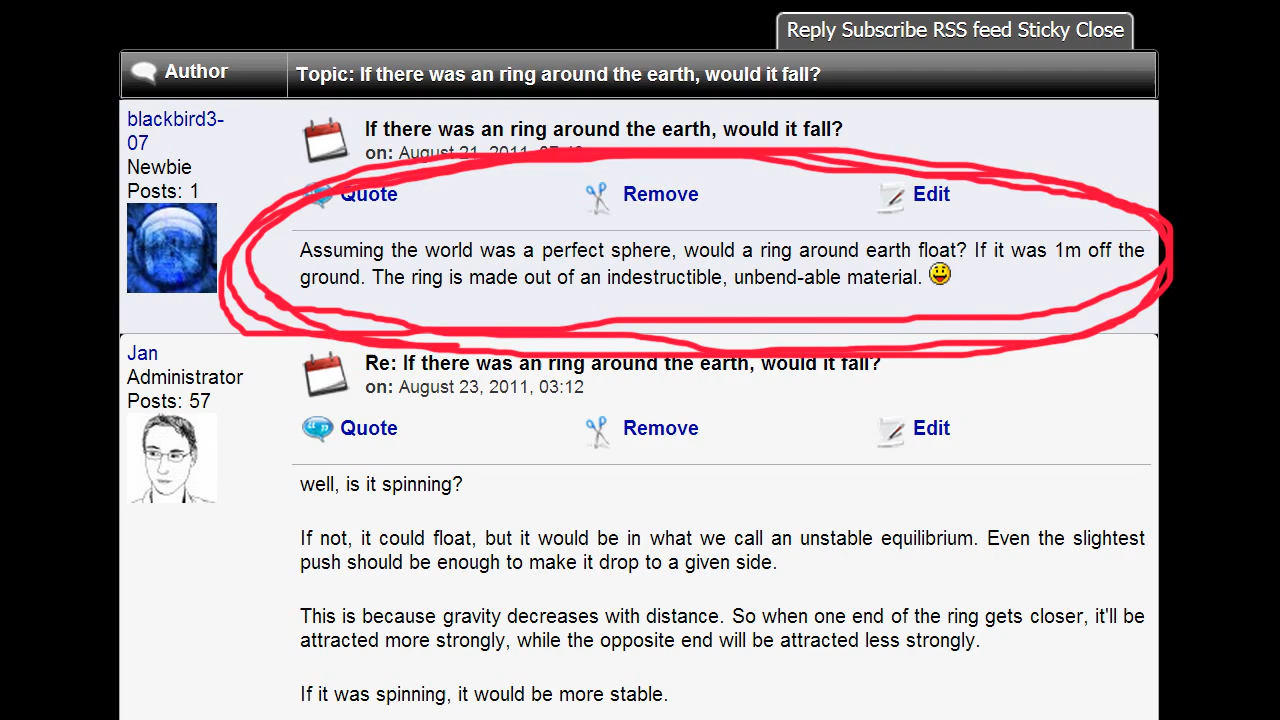 Reply Subscribe RSS feed Sticky Close
Author
Topic: If there was an ring around the earth, would it fall?
blackbird3-
07
Newbie
Posts: 1
If there was an ring around the earth, would it fall?
on: August 21, 2011,
Quote
Remove
Edit
Assuming the world was a perfect sphere, would a ring around earth float? If it was 1m off the
ground. The ring is made out of an indestructible, unbend-able material.
Jan
Administrator
Posts: 57
Re: If there was an ring around the earth, would it fall?
on: August 23, 2011, 03:12
Quote
Remove
Edit
well, is it spinning?
If not, it could float, but it would be in what we call an unstable equilibrium. Even the slightest
push should be enough to make it drop to a given side.
This is because gravity decreases with distance. So when one end of the ring gets closer, it'll be
attracted more strongly, while the opposite end will be attracted less strongly.
If it was spinning, it would be more stable.